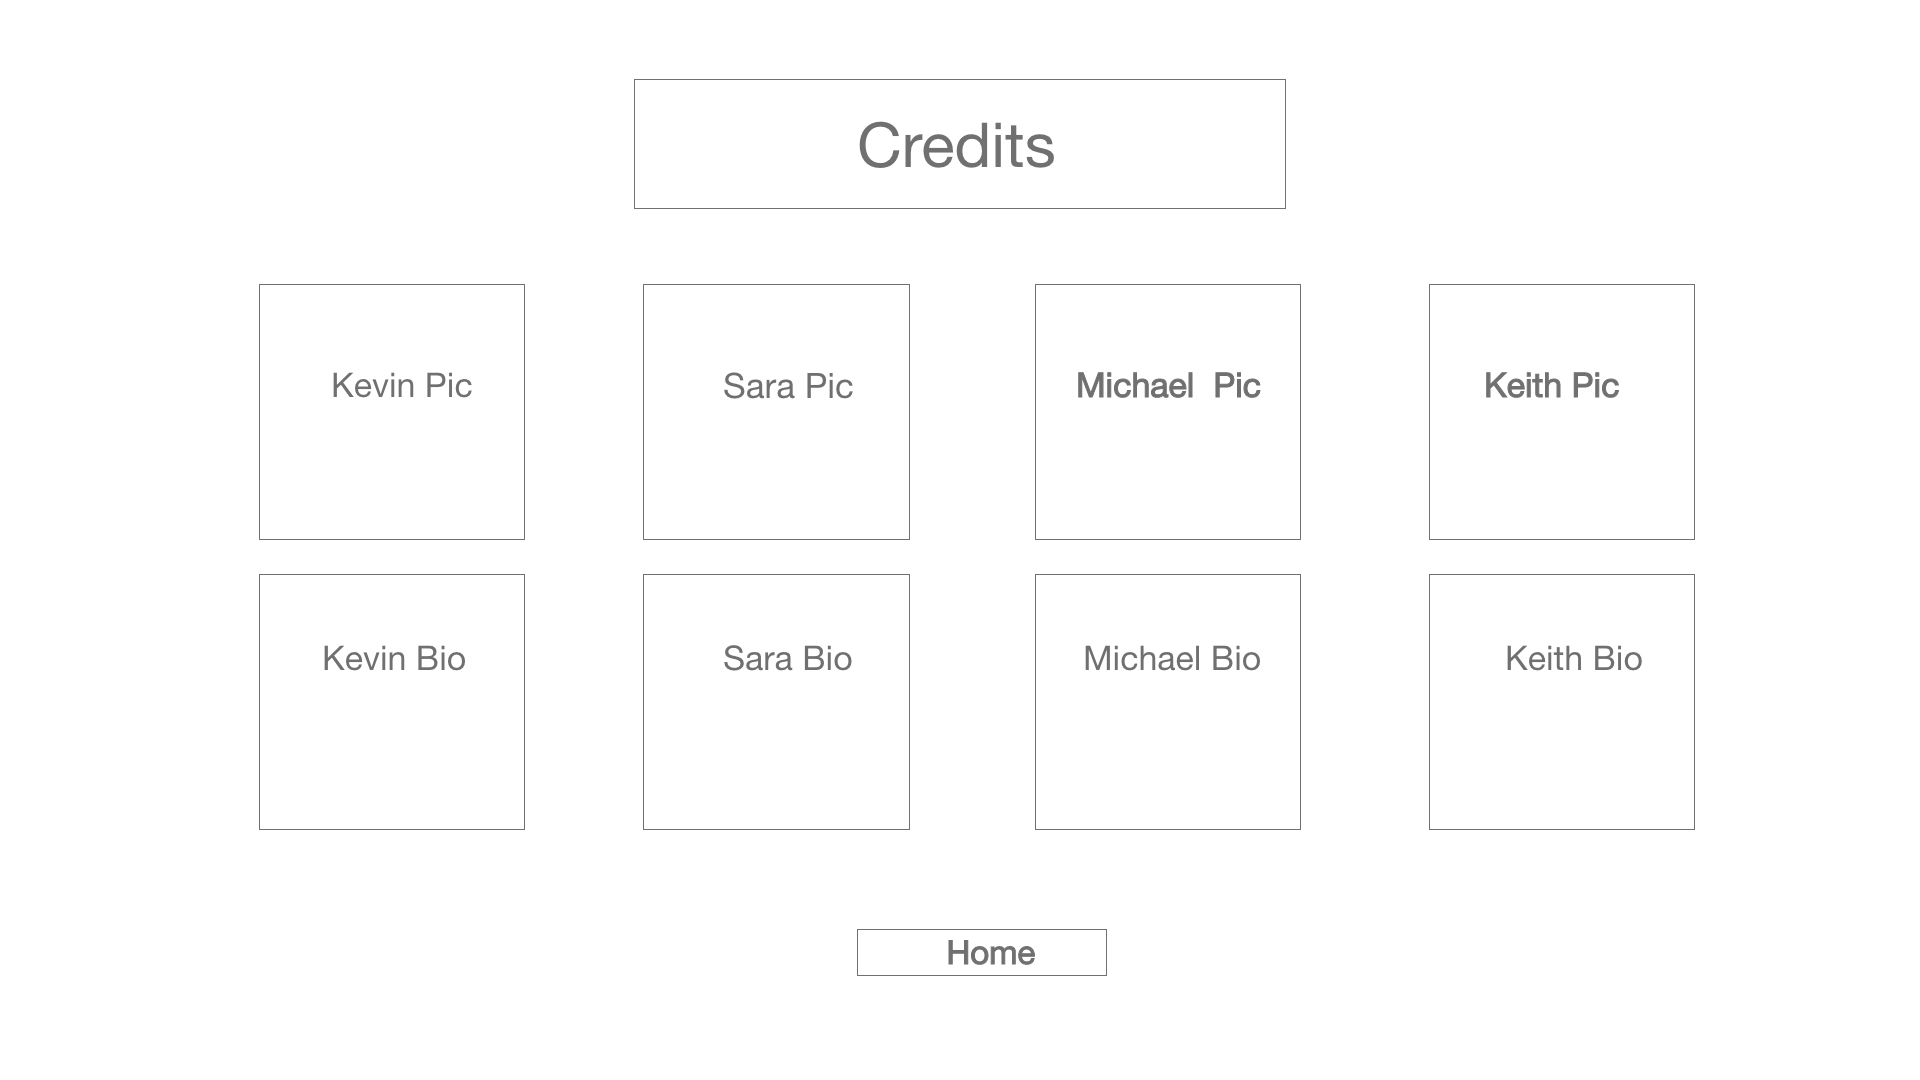 Credits
Kevin Pic
Sara Pic
Michael  Pic
Keith Pic
Kevin Bio
Sara Bio
Michael Bio
Keith Bio
Home